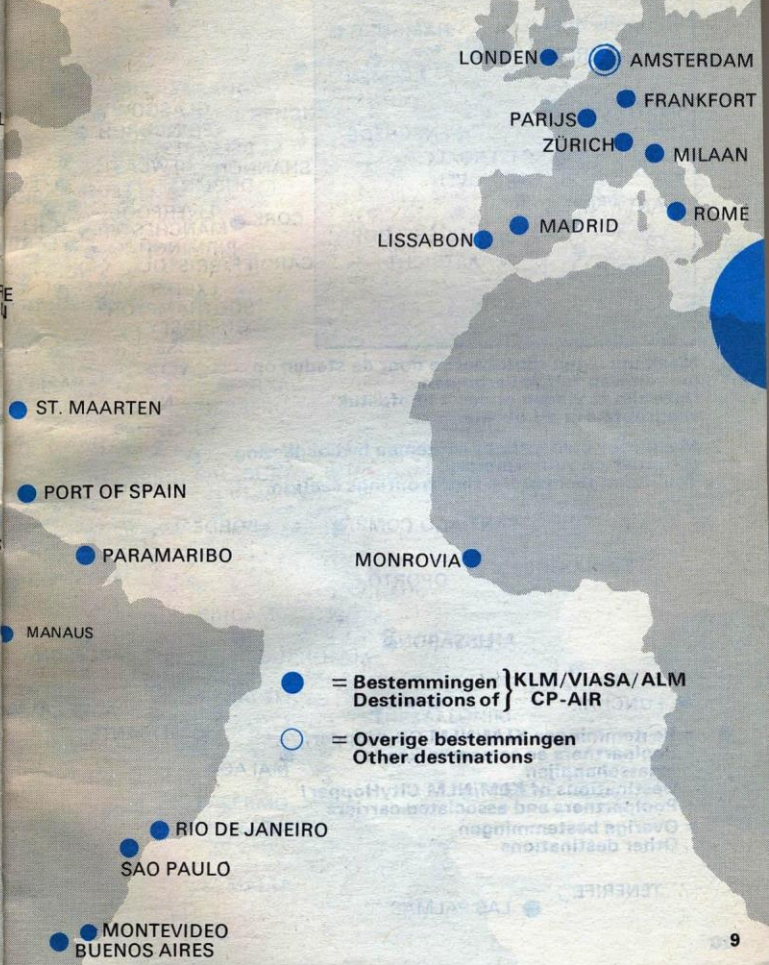 LONDEN
AMSTERDAM
FRANKFORT
PARIJS
ZÜRICH
MILAAN
ROME
MADRID
LISSABON
ST. MAARTEN
PORT OF SPAIN
PARAMARIBO
MONROVIA
MANAUS
= Bestemmingen } KLM/VIASA/ALM
Destinations of } CP-AIR
= Overige bestemmingen
Other destinations
RIO DE JANEIRO
SAO PAULO
MONTEVIDEO
BUENOS AIRES
9